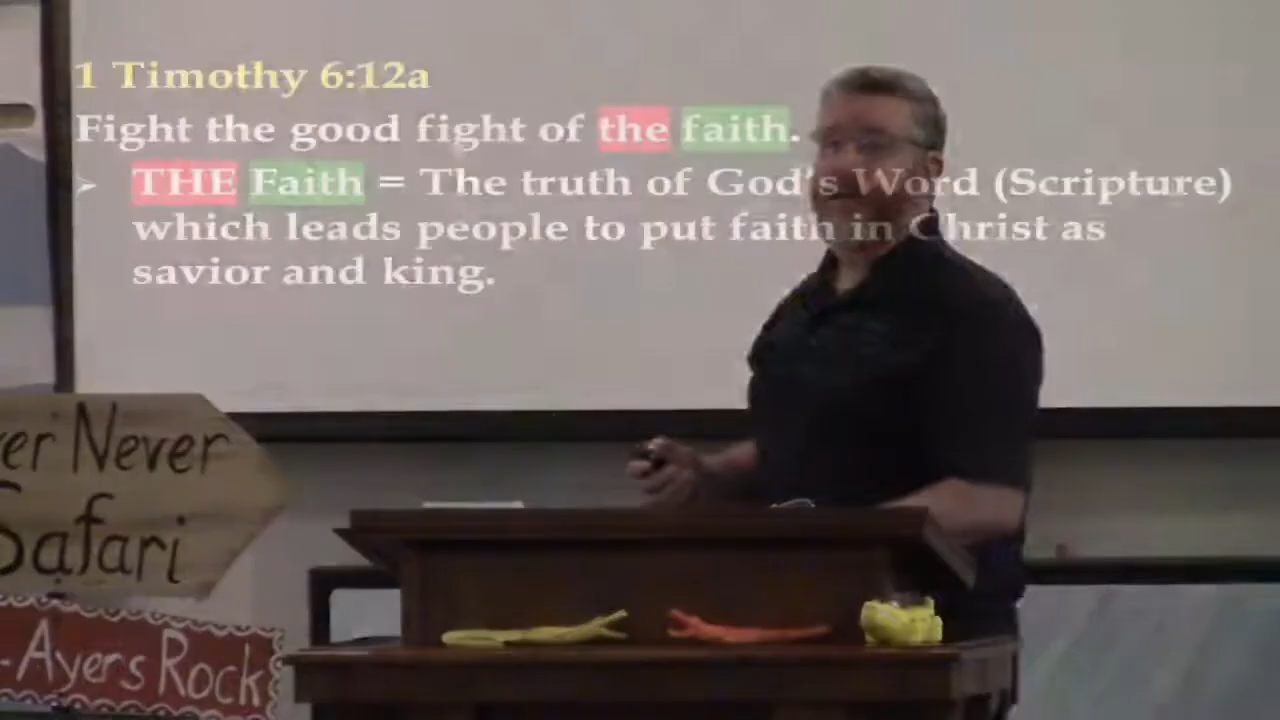 1 Timothy 6:12a
Fight the good fight of the faith.
➢ THE Faith = The truth of God's Word (Scripture)
which leads people to put faith in Christ as
savior and king.
Never
Safari
-Ayers Rock